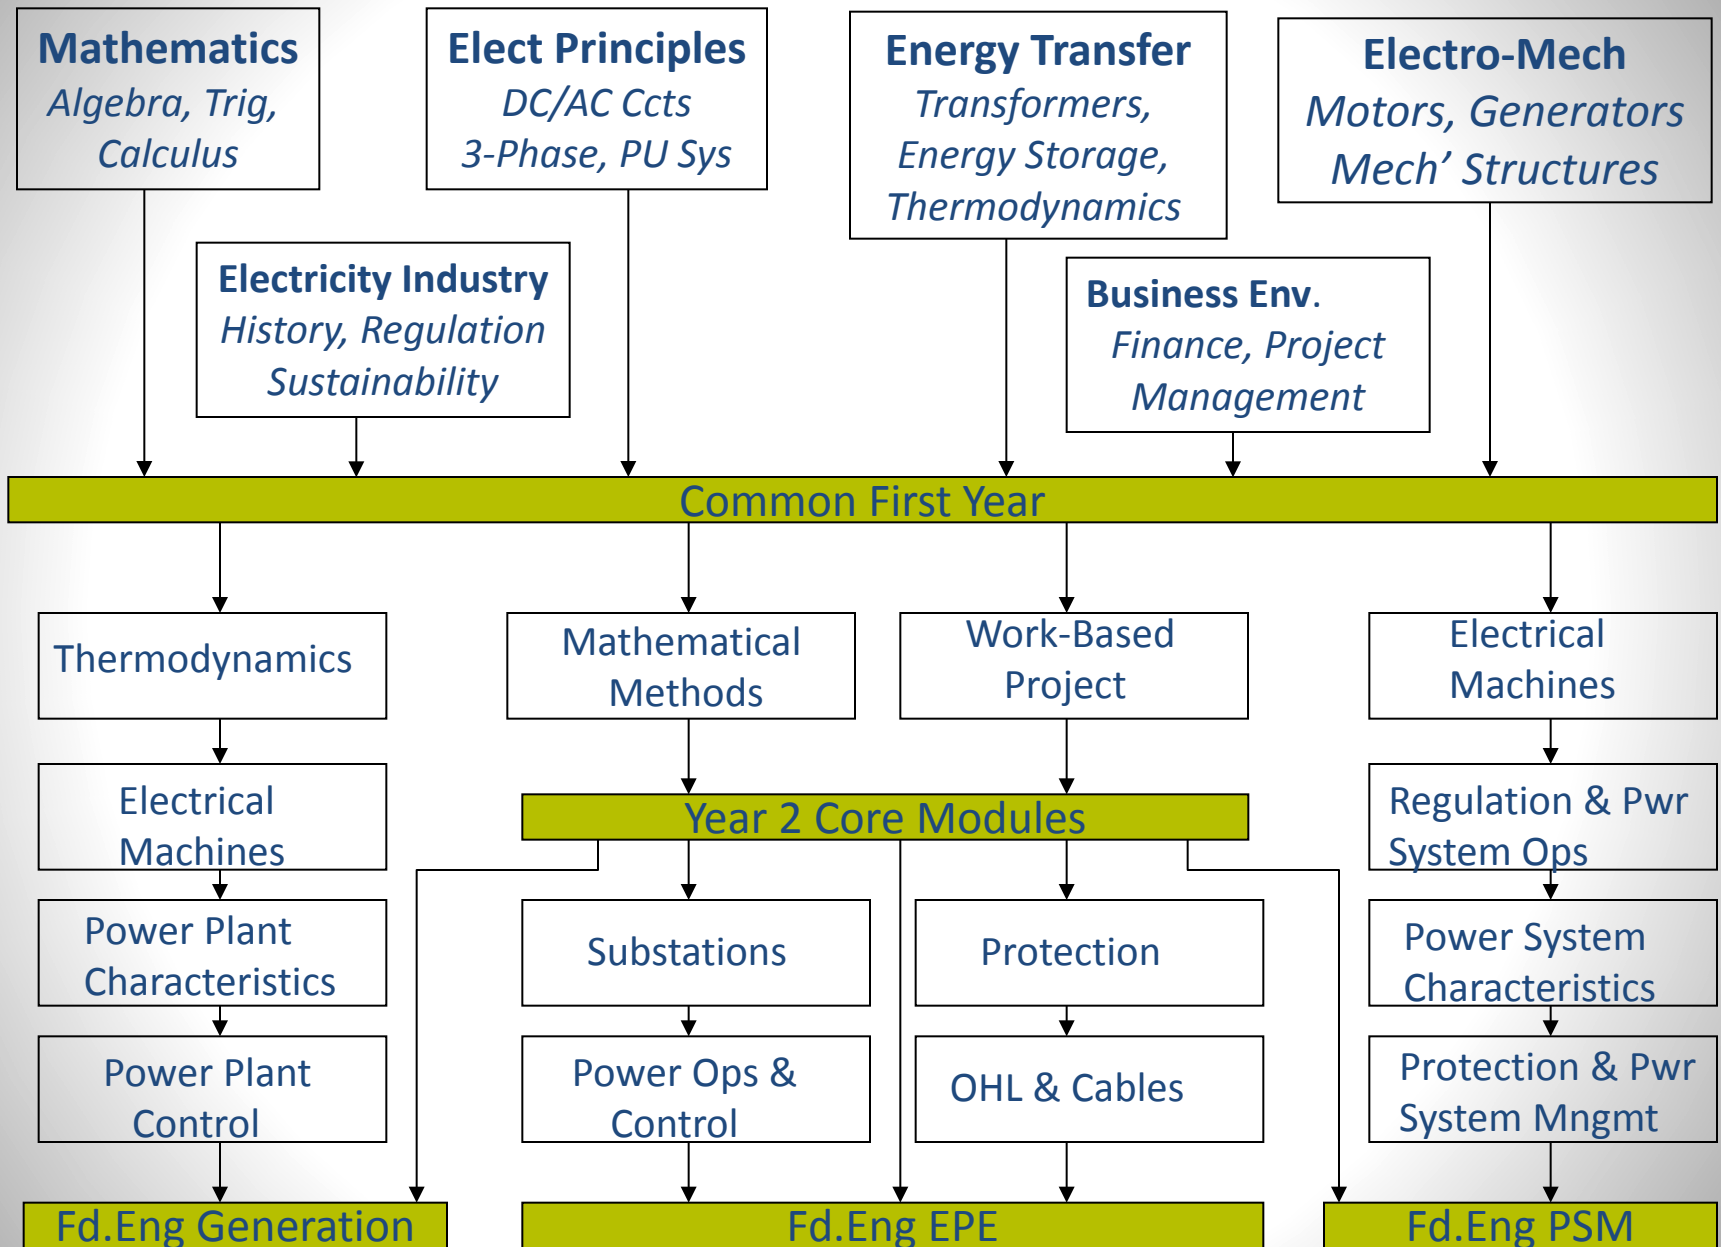 Mathematics
Algebra, Trig,
Calculus
Elect Principles
DC/AC Ccts
3-Phase, PU Sys
Energy Transfer
Transformers,
Energy Storage,
Thermodynamics
Electro-Mech
Motors, Generators
Mech’ Structures
Electricity Industry
History, Regulation
Sustainability
Business Env.
Finance, Project
Management
Common First Year
Thermodynamics
Mathematical
Methods
Work-Based
Project
Electrical
Machines
Electrical
Machines
Year 2 Core Modules
Regulation & Pwr
System Ops
Power Plant
Characteristics
Substations
Protection
Power System
Characteristics
Power Plant
Control
Power Ops &
Control
OHL & Cables
Protection & Pwr
System Mngmt
Fd.Eng Generation
Fd.Eng EPE
Fd.Eng PSM